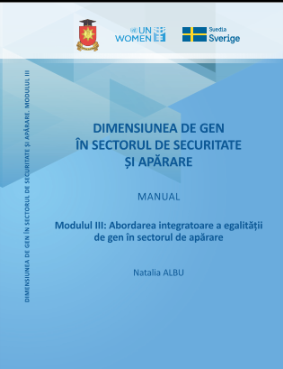 UN
WOMEN
Suedia
Sverige
DIMENSIUNEA DE GEN
ÎN SECTORUL DE SECURITATE
ȘI APĂRARE
MANUAL
Modulul III: Abordarea integratoare a egalității
de gen în sectorul de apărare
Natalia ALBU
DIMENSIUNEA DE GEN ÎN SECTORUL DE SECURITATE ȘI APĂRARE, MODULUL III